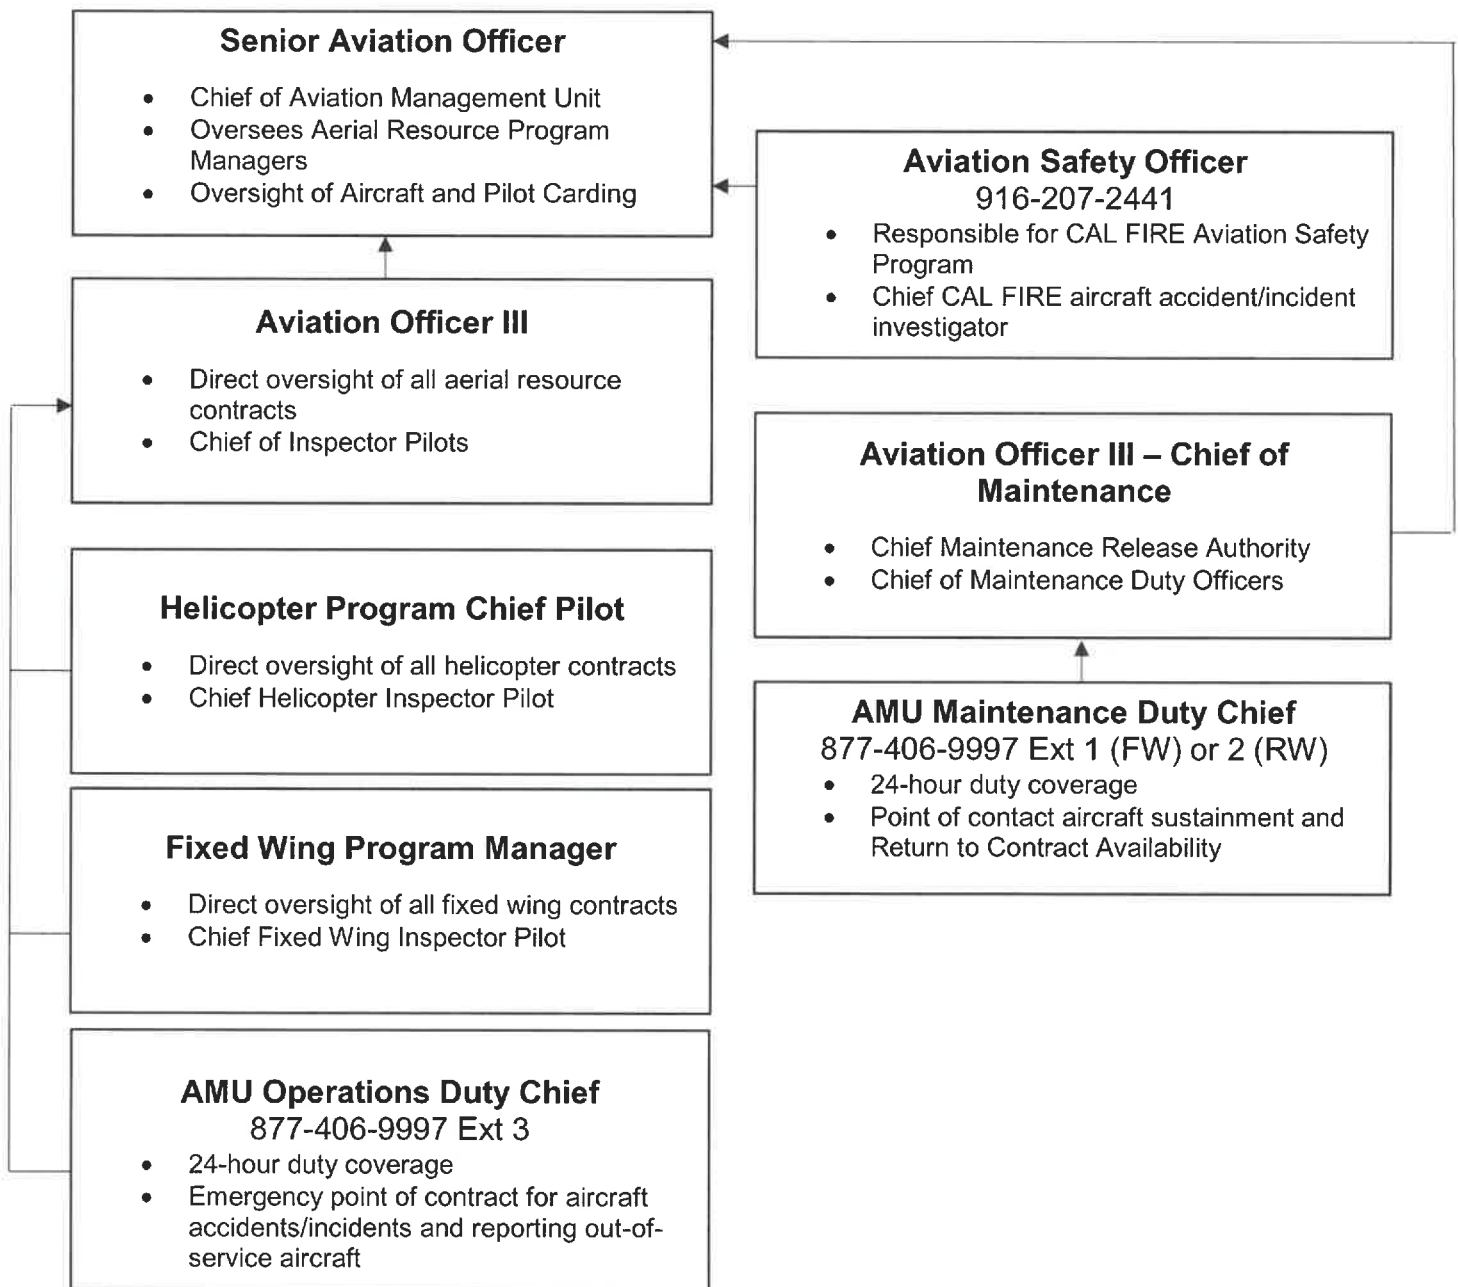 Senior Aviation Officer
• Chief of Aviation Management Unit
• Oversees Aerial Resource Program
Managers
• Oversight of Aircraft and Pilot Carding
Aviation Safety Officer
916-207-2441
• Responsible for CAL FIRE Aviation Safety
Program
• Chief CAL FIRE aircraft accident/incident
investigator
Aviation Officer III
• Direct oversight of all aerial resource
contracts
• Chief of Inspector Pilots
Aviation Officer III – Chief of
Maintenance
• Chief Maintenance Release Authority
• Chief of Maintenance Duty Officers
Helicopter Program Chief Pilot
• Direct oversight of all helicopter contracts
• Chief Helicopter Inspector Pilot
AMU Maintenance Duty Chief
877-406-9997 Ext 1 (FW) or 2 (RW)
• 24-hour duty coverage
• Point of contact aircraft sustainment and
Return to Contract Availability
Fixed Wing Program Manager
• Direct oversight of all fixed wing contracts
• Chief Fixed Wing Inspector Pilot
AMU Operations Duty Chief
877-406-9997 Ext 3
• 24-hour duty coverage
• Emergency point of contract for aircraft
accidents/incidents and reporting out-of-
service aircraft